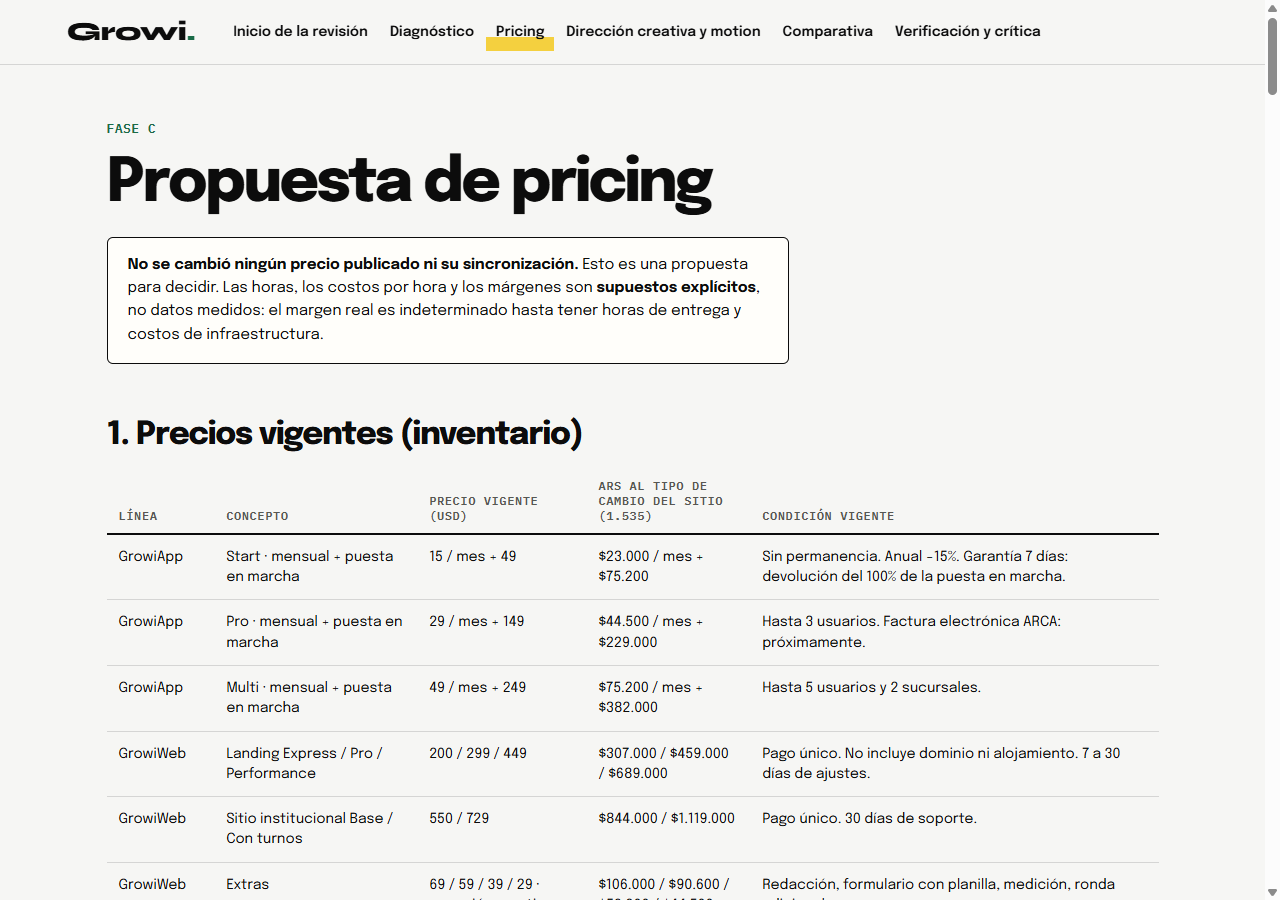 Growi.
Inicio de la revisión
Diagnóstico
Pricing
Dirección creativa y motion
Comparativa
Verificación y crítica
FASE C
Propuesta de pricing
No se cambió ningún precio publicado ni su sincronización. Esto es una propuesta
para decidir. Las horas, los costos por hora y los márgenes son supuestos explícitos,
no datos medidos: el margen real es indeterminado hasta tener horas de entrega y
costos de infraestructura.
1. Precios vigentes (inventario)
LÍNEA
CONCEPTO
PRECIO VIGENTE
(USD)
ARS AL TIPO DE
CAMBIO DEL SITIO
(1.535)
CONDICIÓN VIGENTE
GrowiApp
Start · mensual + puesta
en marcha
15 / mes + 49
$23.000 / mes +
$75.200
Sin permanencia. Anual −15%. Garantía 7 días:
devolución del 100% de la puesta en marcha.
GrowiApp
Pro · mensual + puesta en
marcha
29 / mes + 149
$44.500 / mes +
$229.000
Hasta 3 usuarios. Factura electrónica ARCA:
próximamente.
GrowiApp
Multi · mensual + puesta
en marcha
49 / mes + 249
$75.200 / mes +
$382.000
Hasta 5 usuarios y 2 sucursales.
GrowiWeb
Landing Express / Pro /
Performance
200 / 299 / 449
$307.000 / $459.000
/ $689.000
Pago único. No incluye dominio ni alojamiento. 7 a 30
días de ajustes.
GrowiWeb
Sitio institucional Base /
Con turnos
550 / 729
$844.000 / $1.119.000
Pago único. 30 días de soporte.
GrowiWeb
Extras
69 / 59 / 39 / 29 ·
$106.000 / $90.600 /
Redacción, formulario con planilla, medición, ronda